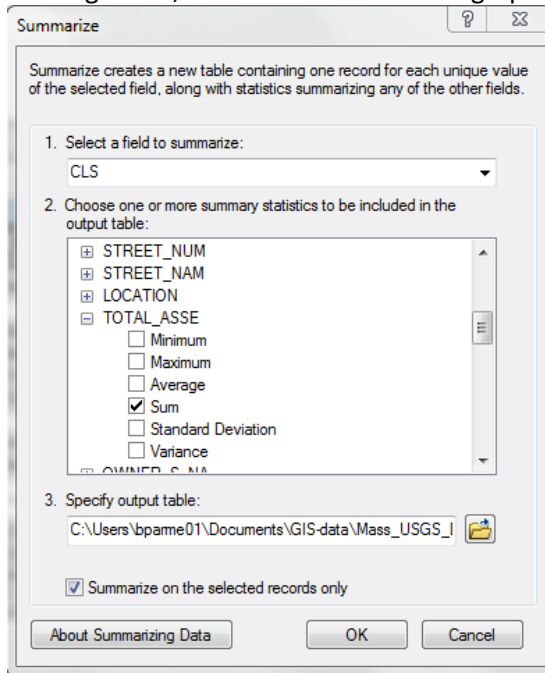 Summarize
Summarize creates a new table containing one record for each unique value
of the selected field, along with statistics summarizing any of the other fields.
1. Select a field to summarize:
CLS
2. Choose one or more summary statistics to be included in the
output table:
STREET_NUM
STREET_NAM
LOCATION
TOTAL_ASSE
Minimum
Maximum
Average
Sum
Standard Deviation
Variance
OWNER_S_NA
3. Specify output table:
C:\Users\bparme01\Documents\GIS-data\Mass_USGS_I
Summarize on the selected records only
About Summarizing Data OK Cancel